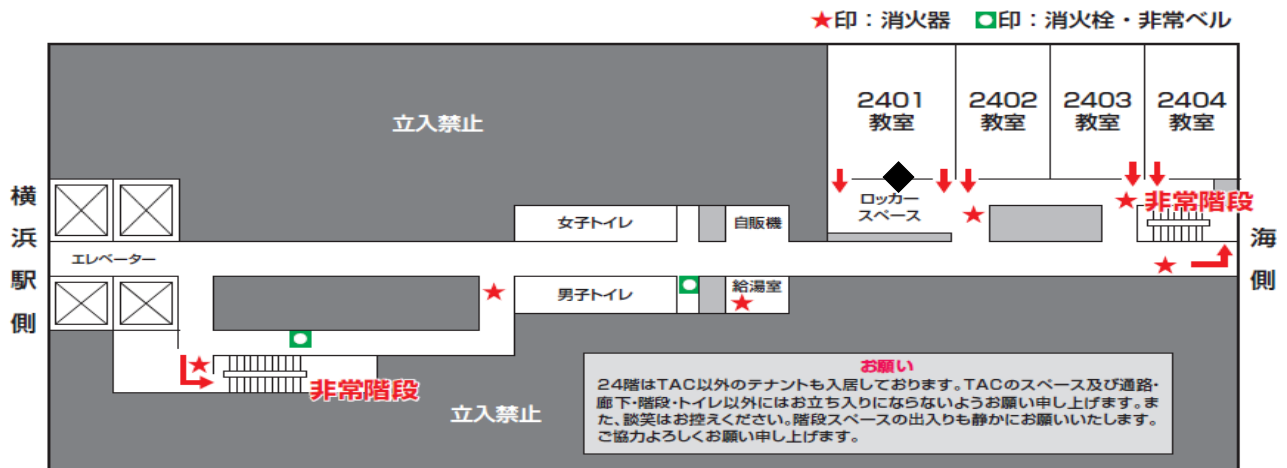 ★印：消火器 印：消火栓・非常ベル
立入禁止
2401
教室
2402
教室
2403
教室
2404
教室
横浜駅側
ロッカー
スペース
非常階段
女子トイレ
自販機
エレベーター
海側
男子トイレ
給湯室
非常階段
立入禁止
お願い
24階はTAC以外のテナントも入居しております。TACのスペース及び通路・
廊下・階段・トイレ以外にはお立ち入りにならないようお願い申し上げます。ま
た、談笑はお控えください。階段スペースの出入りも静かにお願いいたします。
ご協力よろしくお願い申し上げます。